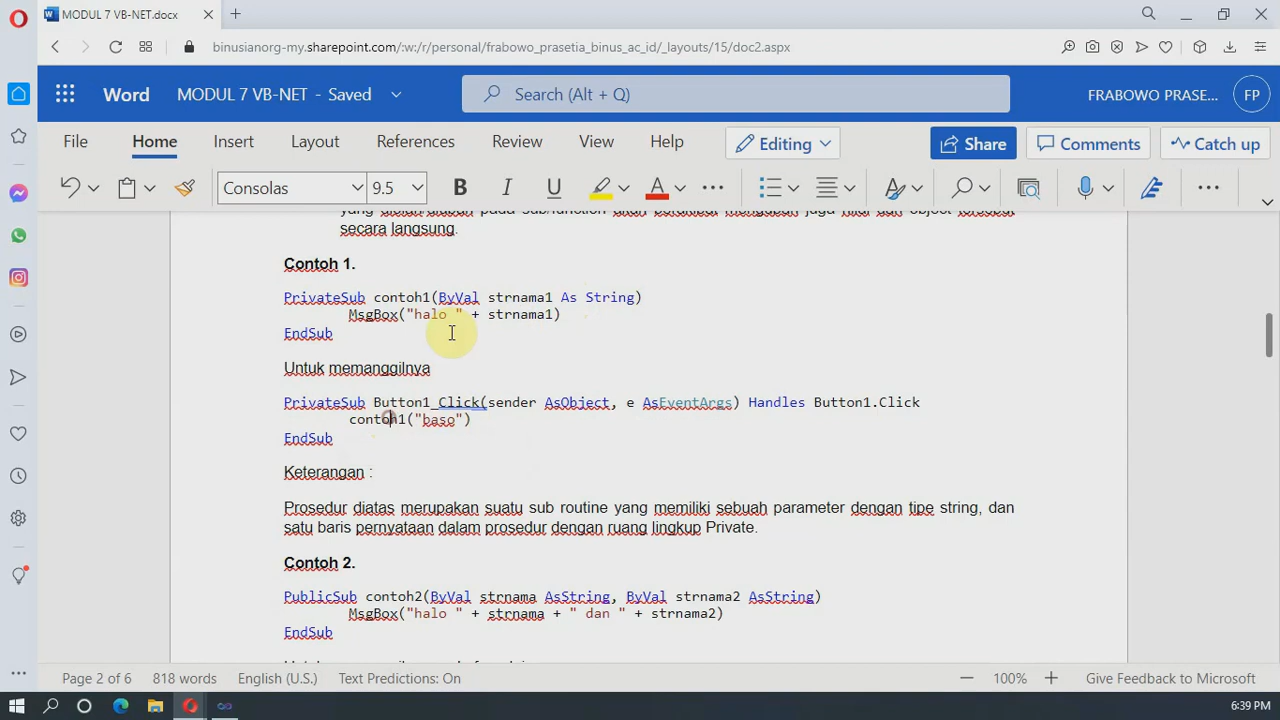 MODUL 7 VB-NET.docx
binusianorg-my.sharepoint.com/:w:/r/personal/frabowo_prasetia_binus_ac_id/_layouts/15/doc2.aspx
Word MODUL 7 VB-NET - Saved Search (Alt + Q) FRABOWO PRASE... FP
File Home Insert Layout References Review View Help Editing Share Comments Catch up
Consolas 9.5 B I U A
secara langsung.
Contoh 1.
PrivateSub contoh1(ByVal strnama1 As String)
MsgBox("halo " + strnama1)
EndSub
Untuk memanggilnya
PrivateSub Button1_Click(sender AsObject, e AsEventArgs) Handles Button1.Click
contoh1("baso")
EndSub
Keterangan :
Prosedur diatas merupakan suatu sub routine yang memiliki sebuah parameter dengan tipe string, dan
satu baris pernyataan dalam prosedur dengan ruang lingkup Private.
Contoh 2.
PublicSub contoh2(ByVal strnama AsString, ByVal strnama2 AsString)
MsgBox("halo " + strnama + " dan " + strnama2)
EndSub
Page 2 of 6 818 words English (U.S.) Text Predictions: On 100% Give Feedback to Microsoft
6:39 PM